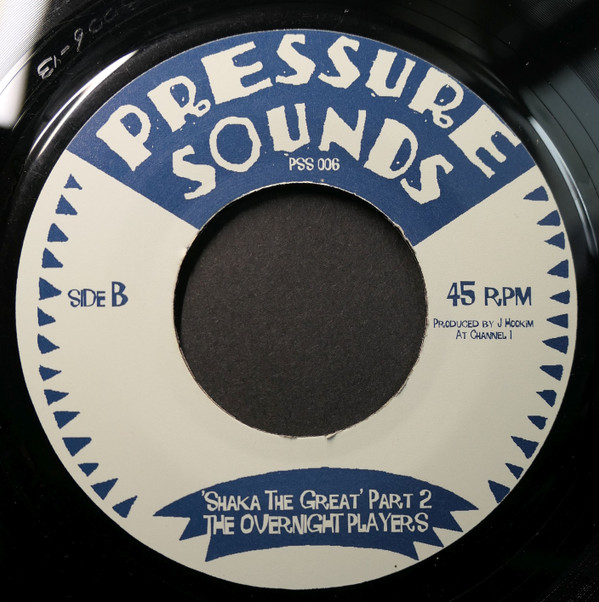 PRESSURE
SOUNDS
PSS 006
SIDE B
45 RPM
PRODUCED BY J HOOKIM
AT CHANNEL 1
'SHAKA THE GREAT' PART 2
THE OVERNIGHT PLAYERS